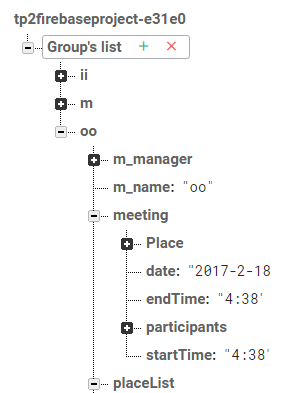 tp2firebaseproject-e31e0
Group's list
ii
m
oo
m_manager
m_name: "oo"
meeting
Place
date: "2017-2-18
endTime: "4:38'
participants
startTime: "4:38'
placeList